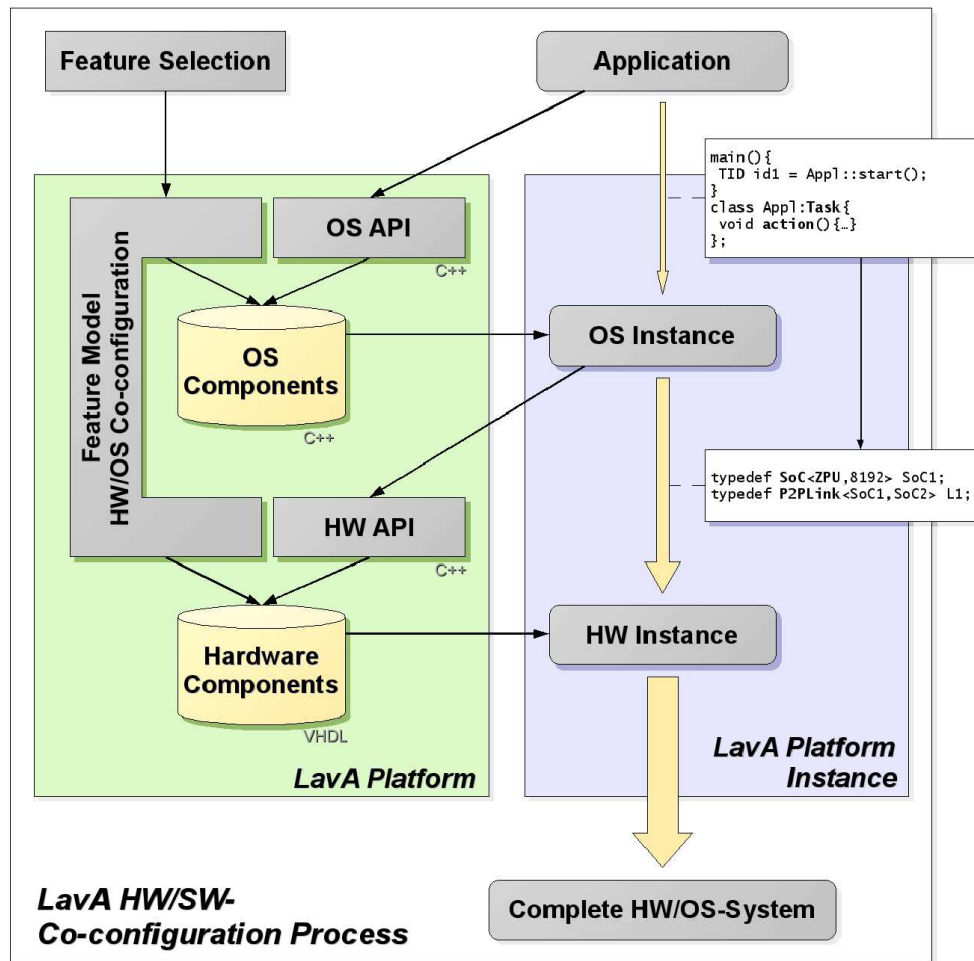 Feature Selection
Application
main(){
 TID id1 = Appl::start();
}
class Appl:Task{
 void action(){…}
};
OS API
C++
Feature Model
HW/OS Co-configuration
OS
Components
C++
OS Instance
typedef SoC<ZPU,8192> SoC1;
typedef P2PLink<SoC1,SoC2> L1;
HW API
C++
Hardware
Components
VHDL
HW Instance
LavA Platform
LavA Platform
Instance
Complete HW/OS-System
LavA HW/SW-
Co-configuration Process